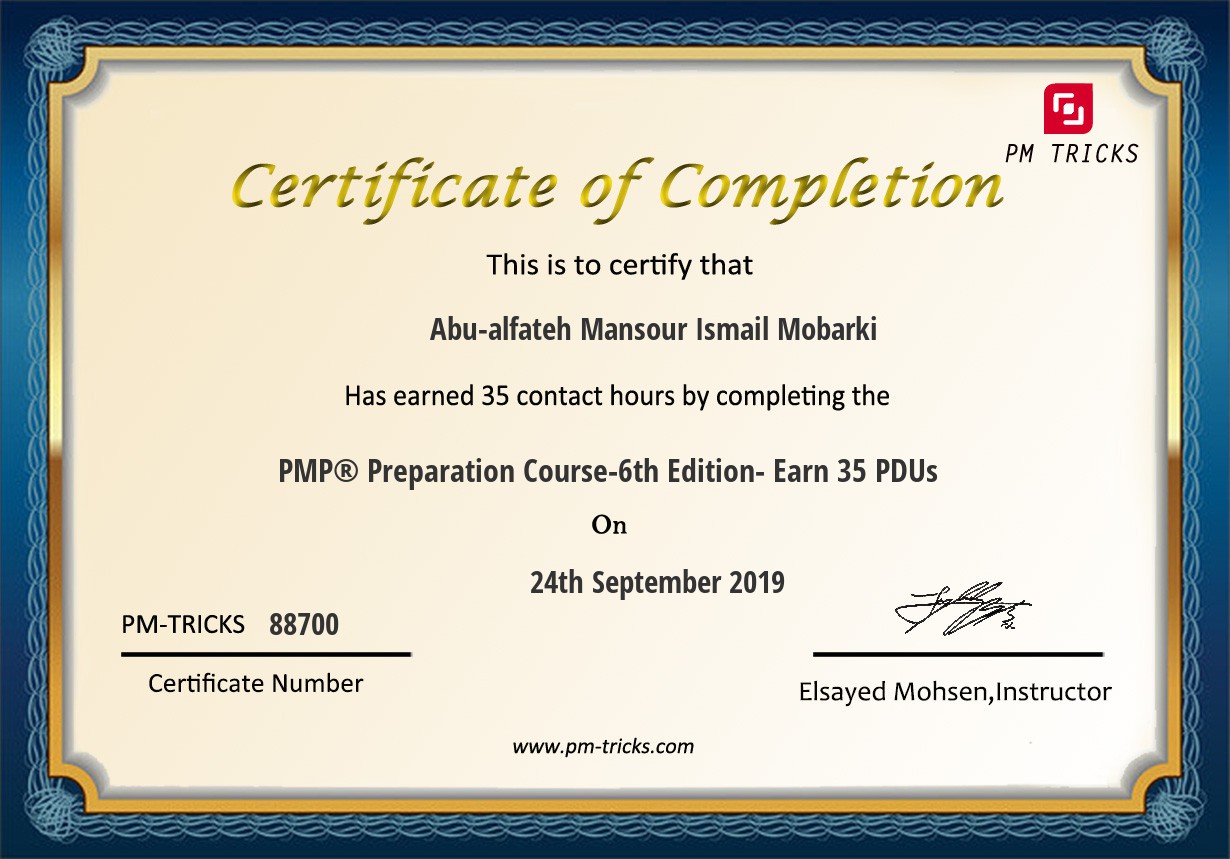 PM TRICKS
Certificate of Completion
This is to certify that
Abu-alfateh Mansour Ismail Mobarki
Has earned 35 contact hours by completing the
PMP® Preparation Course-6th Edition- Earn 35 PDUs
On
24th September 2019
PM-TRICKS 88700
Certificate Number
Elsayed Mohsen,Instructor
www.pm-tricks.com